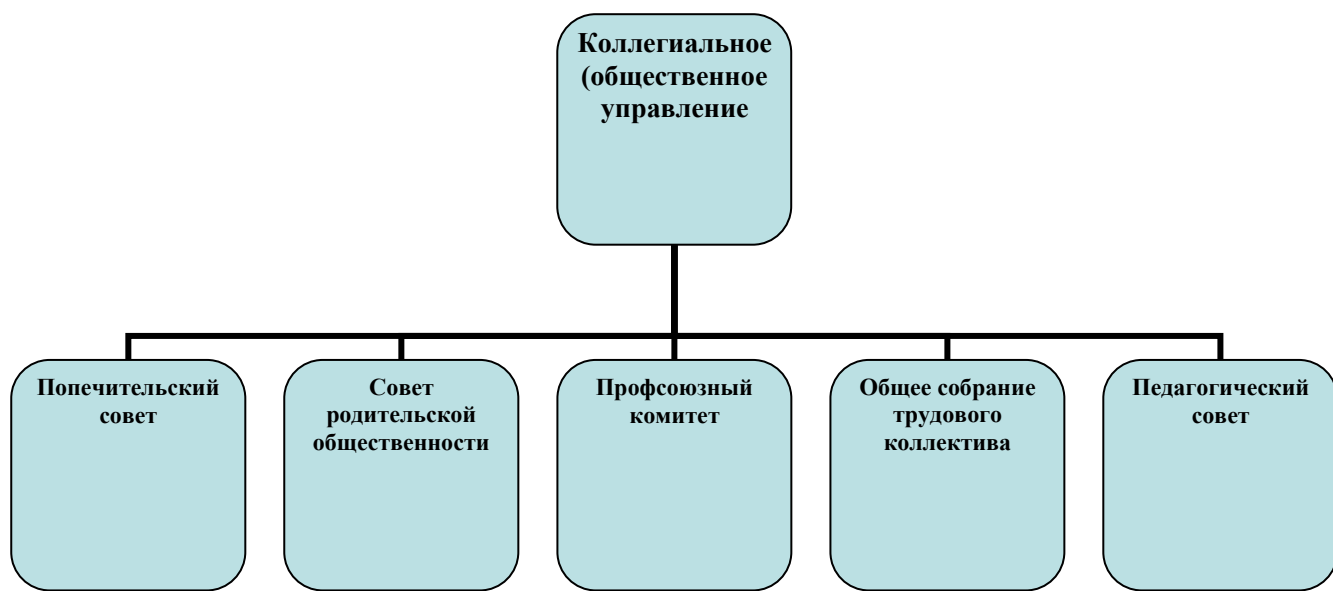 Коллегиальное
(общественное
управление
Попечительский
совет
Совет
родительской
общественности
Профсоюзный
комитет
Общее собрание
трудового
коллектива
Педагогический
совет